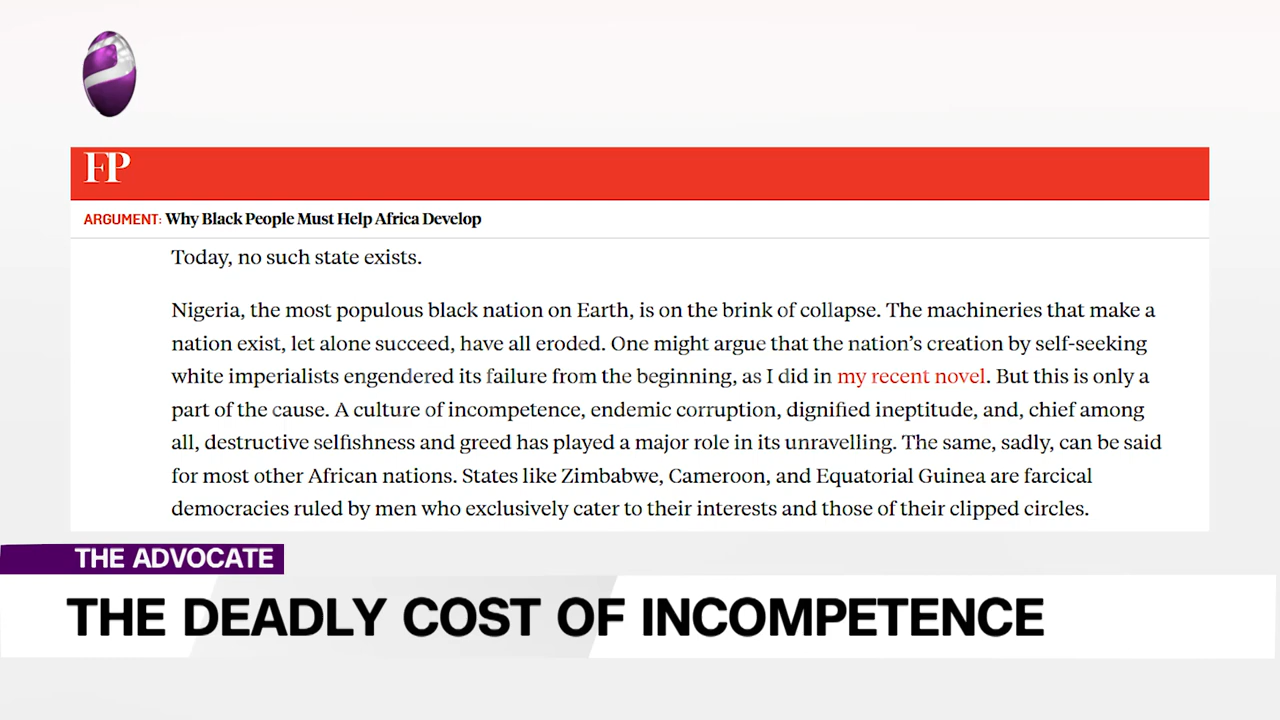 FP
ARGUMENT: Why Black People Must Help Africa Develop
Today, no such state exists.
Nigeria, the most populous black nation on Earth, is on the brink of collapse. The machineries that make a
nation exist, let alone succeed, have all eroded. One might argue that the nation's creation by self-seeking
white imperialists engendered its failure from the beginning, as I did in my recent novel. But this is only a
part of the cause. A culture of incompetence, endemic corruption, dignified ineptitude, and, chief among
all, destructive selfishness and greed has played a major role in its unravelling. The same, sadly, can be said
for most other African nations. States like Zimbabwe, Cameroon, and Equatorial Guinea are farcical
democracies ruled by men who exclusively cater to their interests and those of their clipped circles.
THE ADVOCATE
THE DEADLY COST OF INCOMPETENCE